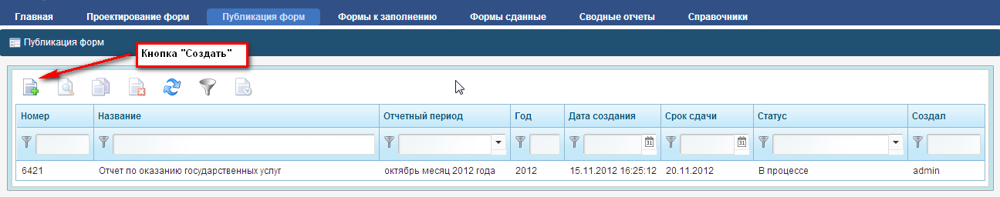 Главная Проектирование форм Публикация форм Формы к заполнению Формы сданные Сводные отчеты Справочники
Публикация форм
Кнопка "Создать"
Номер Название Отчетный период Год Дата создания Срок сдачи Статус Создал
31 31
6421 Отчет по оказанию государственных услуг октябрь месяц 2012 года 2012 15.11.2012 16:25:12 20.11.2012 В процессе admin